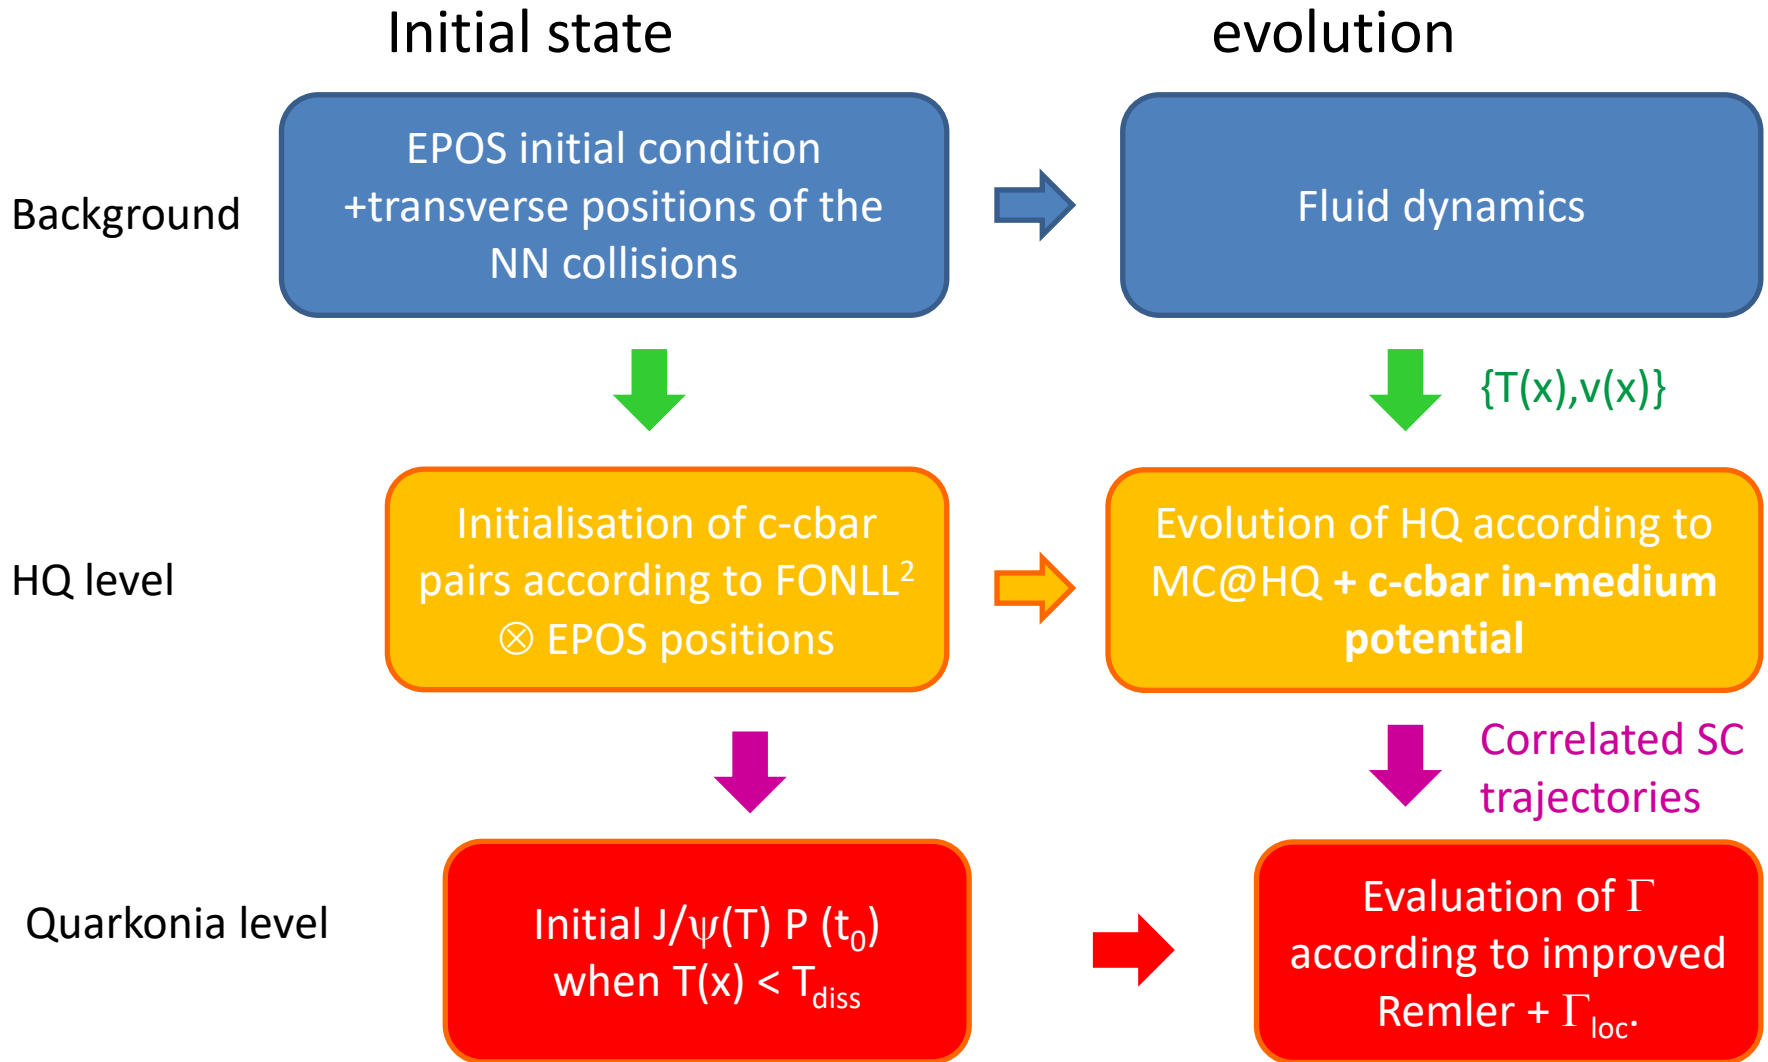 Initial state
evolution
Background
EPOS initial condition
+transverse positions of the
NN collisions
Fluid dynamics
{T(x),v(x)}
HQ level
Initialisation of c-cbar
pairs according to FONLL²
⊗ EPOS positions
Evolution of HQ according to
MC@HQ + c-cbar in-medium
potential
Correlated SC
trajectories
Quarkonia level
Initial J/ψ(T) P (t₀)
when T(x) < T_diss
Evaluation of Γ
according to improved
Remler + Γ_loc.